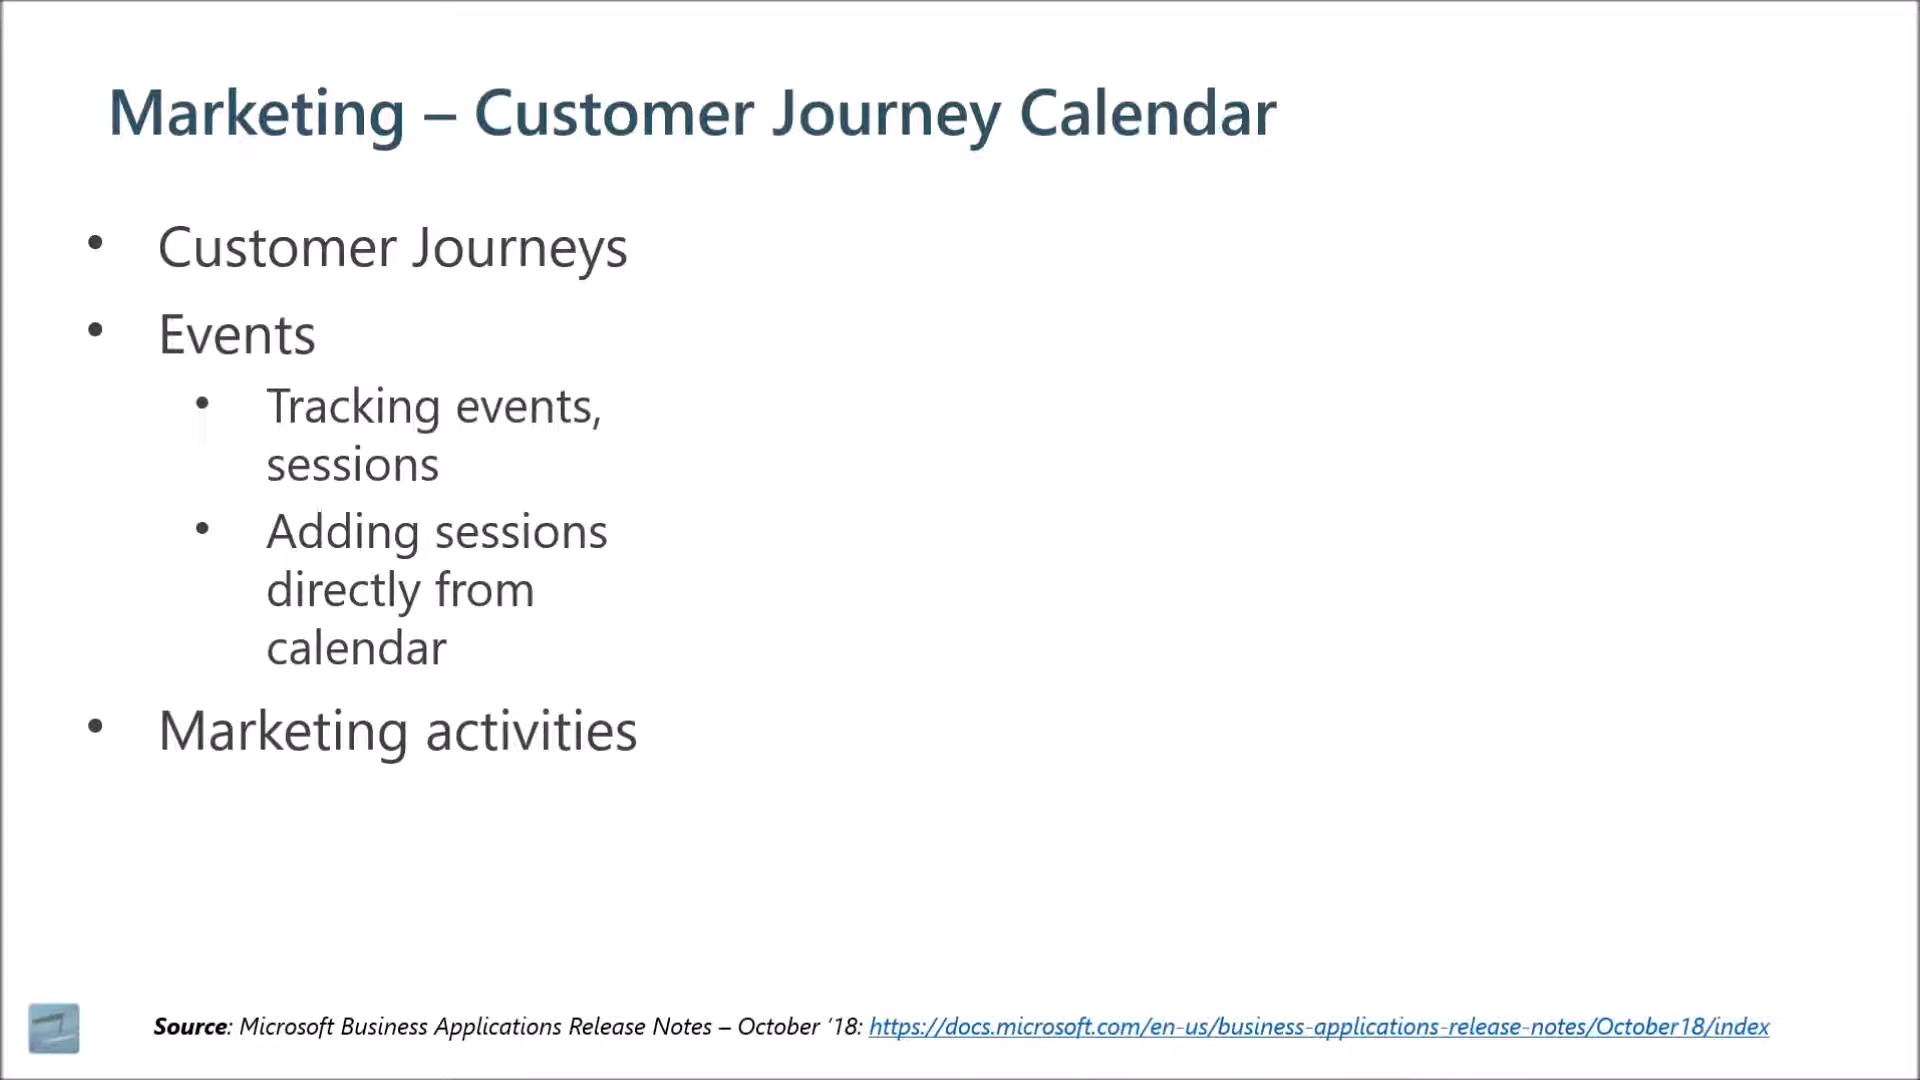 Marketing – Customer Journey Calendar
• Customer Journeys
• Events
• Tracking events,
sessions
• Adding sessions
directly from
calendar
• Marketing activities
Source: Microsoft Business Applications Release Notes – October ‘18: https://docs.microsoft.com/en-us/business-applications-release-notes/October18/index